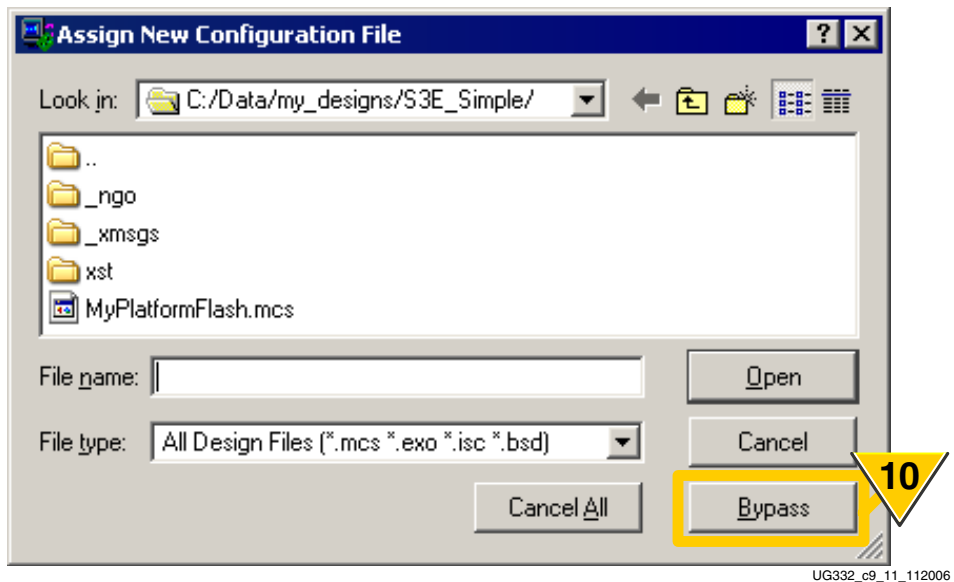 Assign New Configuration File
Look in: C:/Data/my_designs/S3E_Simple/
..
_ngo
_xmsgs
xst
MyPlatformFlash.mcs
File name: Open
File type: All Design Files (*.mcs *.exo *.isc *.bsd) Cancel
10
Cancel All Bypass
UG332_c9_11_112006